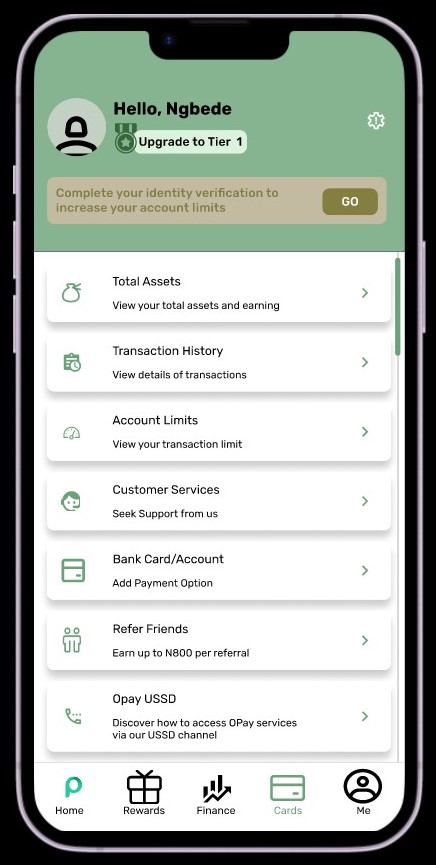 Hello, Ngbede
Upgrade to Tier 1
Complete your identity verification to
increase your account limits
GO
Total Assets
View your total assets and earning
Transaction History
View details of transactions
Account Limits
View your transaction limit
Customer Services
Seek Support from us
Bank Card/Account
Add Payment Option
Refer Friends
Earn up to N800 per referral
Opay USSD
Discover how to access OPay services
via our USSD channel
Home Rewards Finance Cards Me